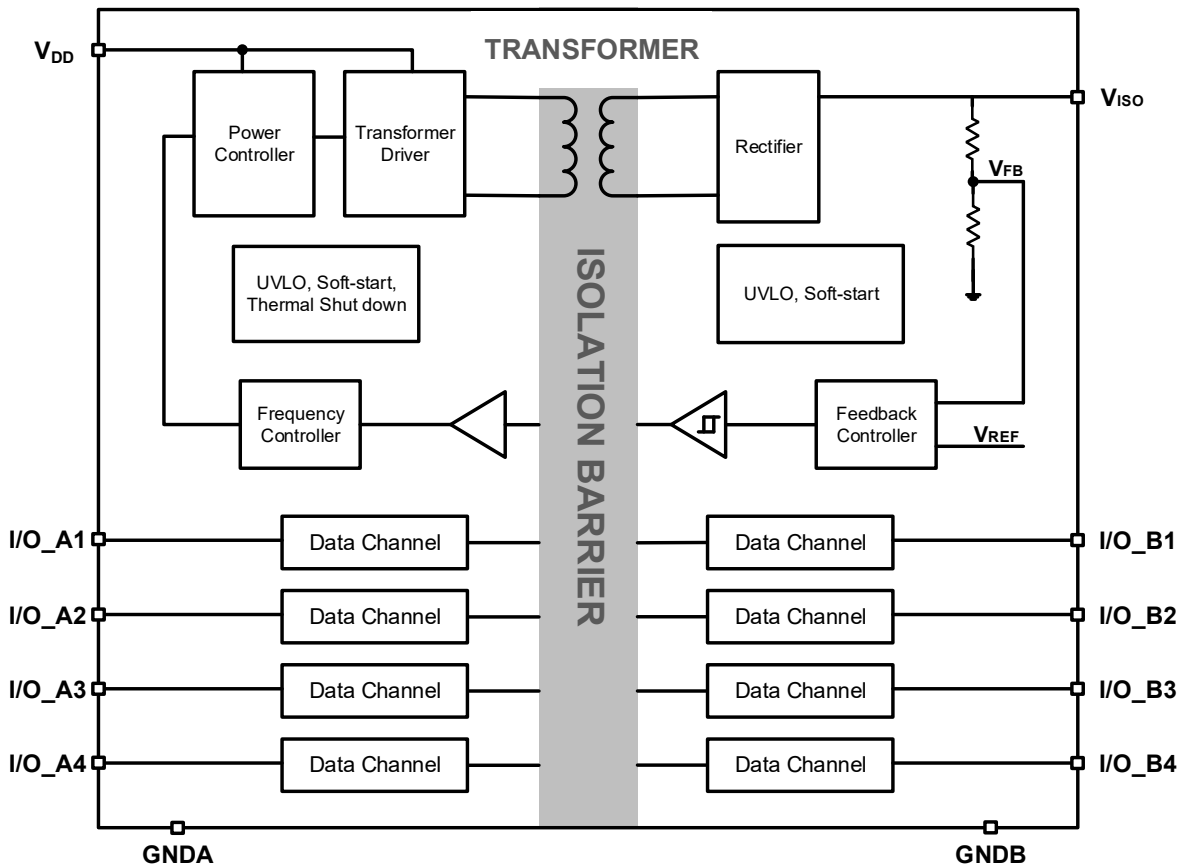 TRANSFORMER
VDD
VISO
Power
Controller
Transformer
Driver
Rectifier
VFB
UVLO, Soft-start,
Thermal Shut down
UVLO, Soft-start
ISOLATION BARRIER
Frequency
Controller
Feedback
Controller
VREF
I/O_A1
Data Channel
Data Channel
I/O_B1
I/O_A2
Data Channel
Data Channel
I/O_B2
I/O_A3
Data Channel
Data Channel
I/O_B3
I/O_A4
Data Channel
Data Channel
I/O_B4
GNDA
GNDB